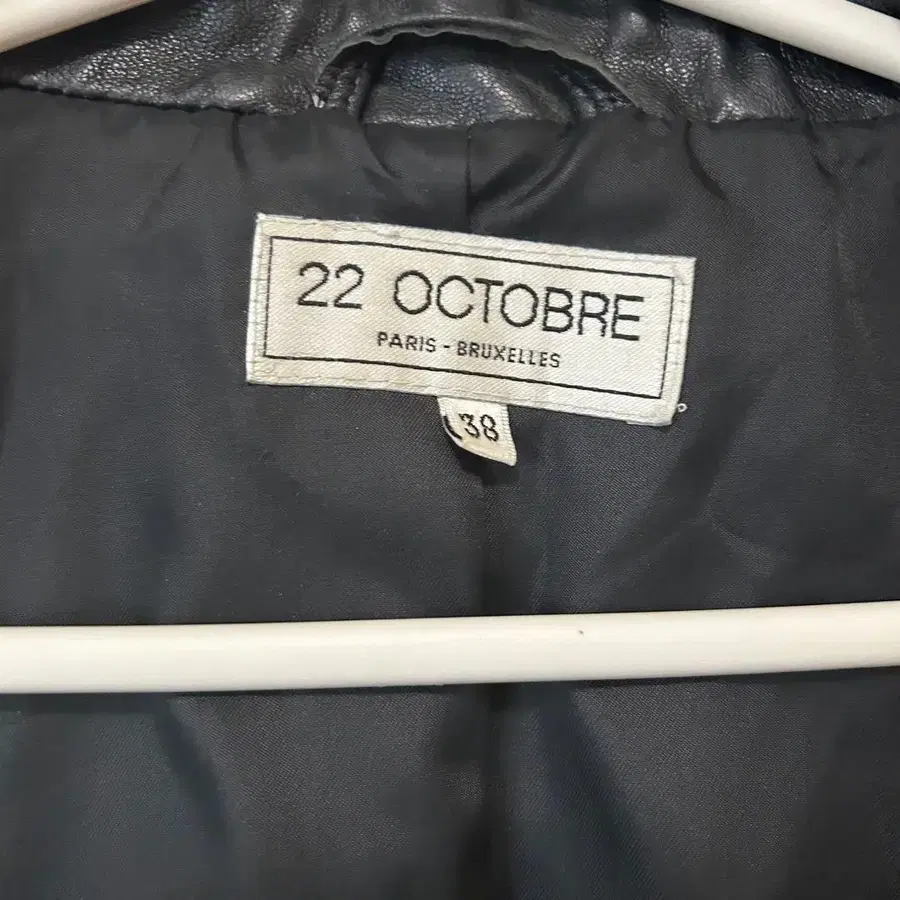 22 OCTOBRE
PARIS - BRUXELLES
38